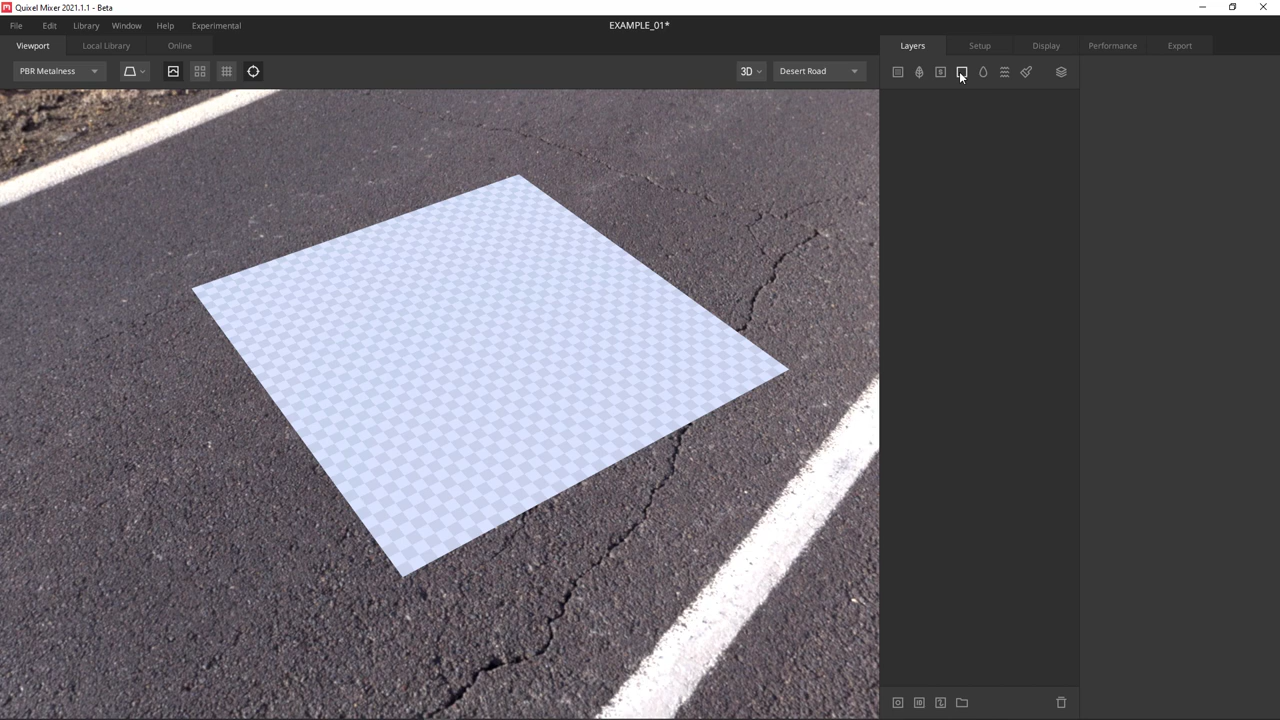 Quixel Mixer 2021.1.1 - Beta
File Edit Library Window Help Experimental
EXAMPLE_01*
Viewport Local Library Online
Layers Setup Display Performance Export
PBR Metalness
3D
Desert Road